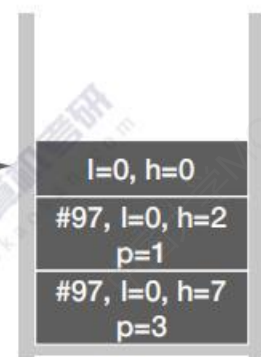 l=0, h=0
#97, l=0, h=2
p=1
#97, l=0, h=7
p=3